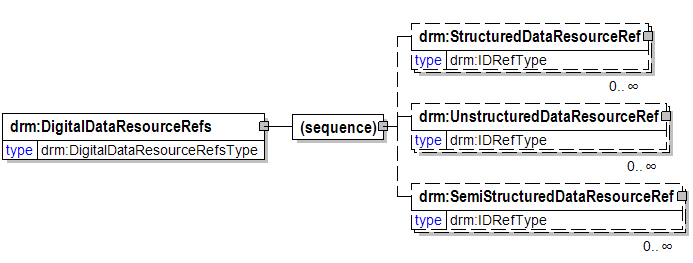 drm:StructuredDataResourceRef
type drm:IDRefType
0.. ∞
drm:DigitalDataResourceRefs
type drm:DigitalDataResourceRefsType
(sequence)
drm:UnstructuredDataResourceRef
type drm:IDRefType
0.. ∞
drm:SemiStructuredDataResourceRef
type drm:IDRefType
0.. ∞